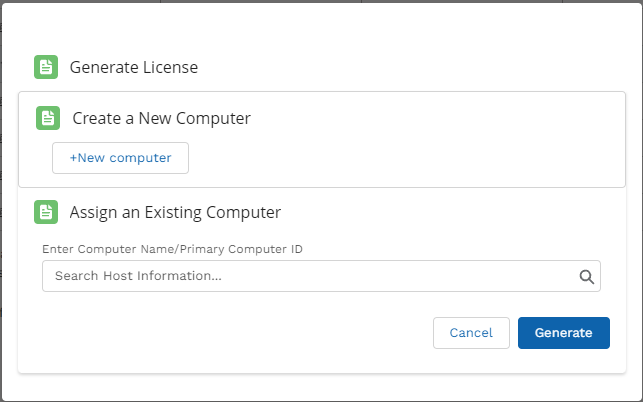 Generate License
Create a New Computer
+New computer
Assign an Existing Computer
Enter Computer Name/Primary Computer ID
Search Host Information...
Cancel
Generate